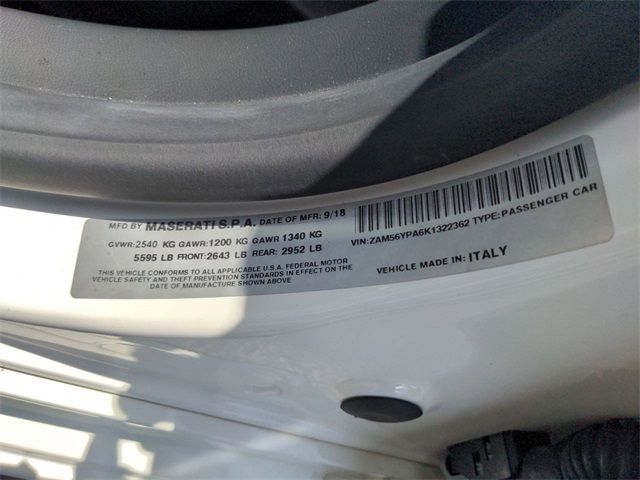 MFD BY MASERATI S.P.A. DATE OF MFR: 9/18
GVWR:2540 KG GAWR:1200 KG GAWR 1340 KG
5595 LB FRONT:2643 LB REAR: 2952 LB
THIS VEHICLE CONFORMS TO ALL APPLICABLE U.S.A. FEDERAL MOTOR
VEHICLE SAFETY AND THEFT PREVENTION STANDARDS IN EFFECT ON THE
DATE OF MANUFACTURE SHOWN ABOVE
VIN:ZAM56YPA6K1322362 TYPE:PASSENGER CAR
MADE IN: ITALY